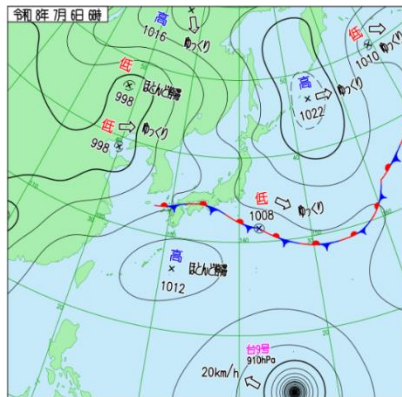 令和 8年 7月 6日 6時
高
1016
ゆっくり
低
1010
ゆっくり
低
998
ほとんど停滞
高
1022
ゆっくり
低
998
ゆっくり
低
1008
ゆっくり
高
ほとんど停滞
1012
台9号
910hPa
20km/h